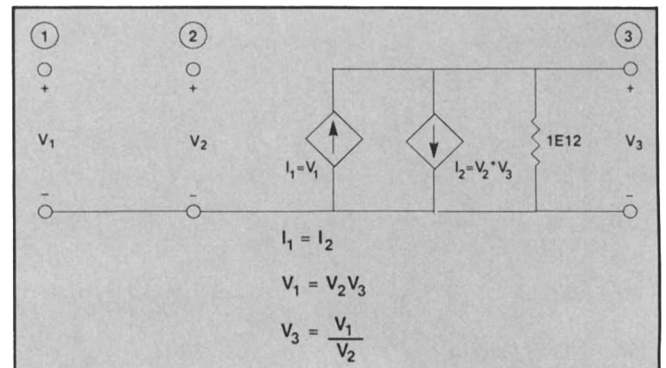 1 2 3
+ + +
V₁ V₂ I₁=V₁ I₂=V₂*V₃ 1E12 V₃
− − −
I₁ = I₂
V₁ = V₂V₃
V₃ = V₁/V₂